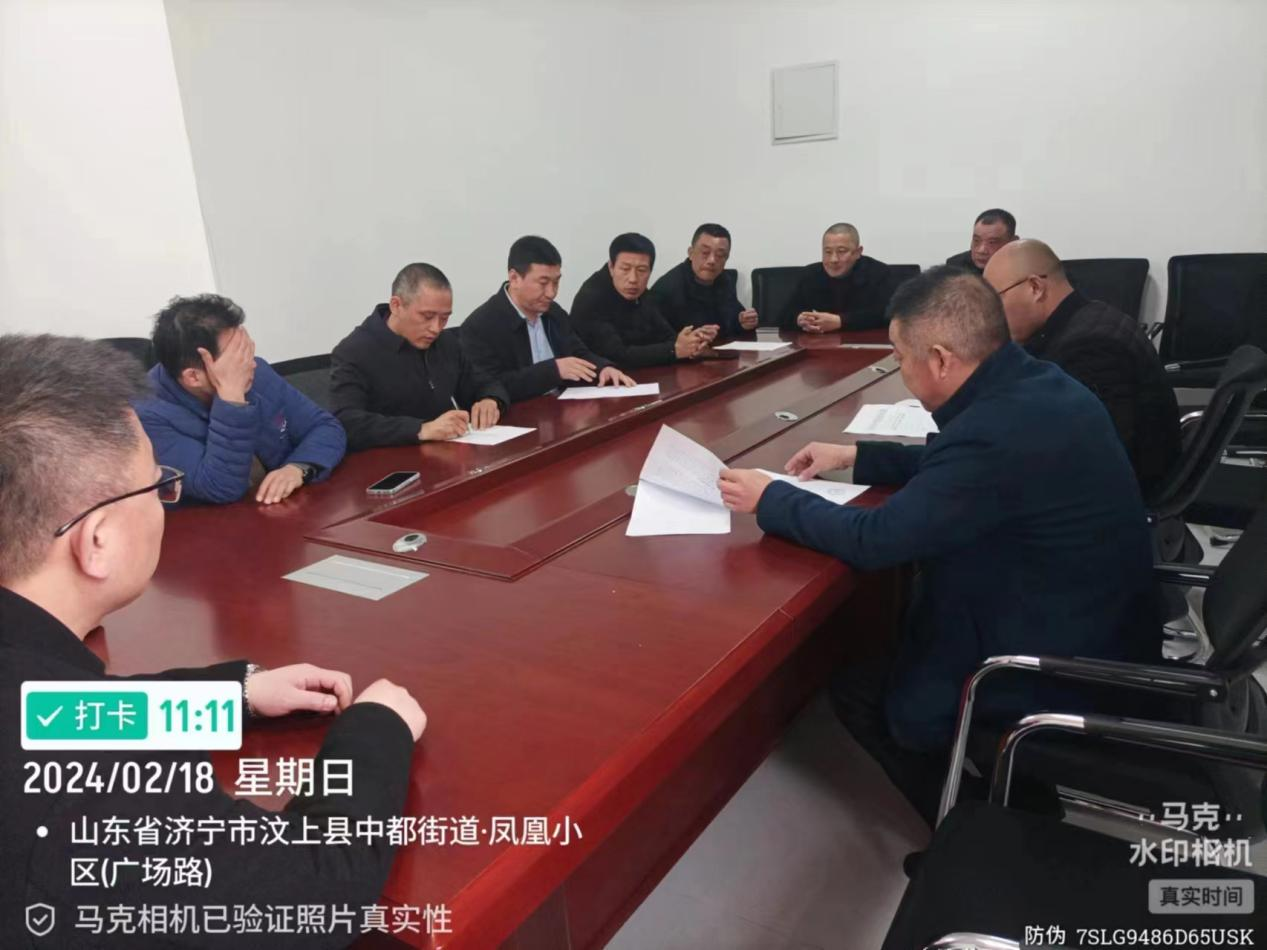 打卡 11:11
2024/02/18 星期日
山东省济宁市汶上县中都街道·凤凰小
区(广场路)
马克相机已验证照片真实性
马克
水印相机
真实时间
防伪 7SLG9486D65USK